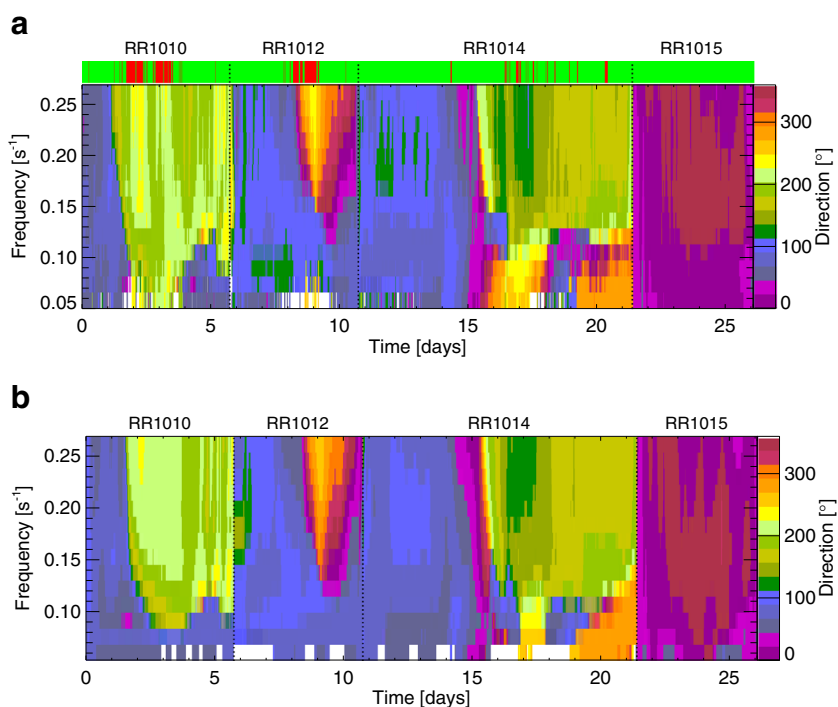 a
RR1010 RR1012 RR1014 RR1015
0.25
0.20
0.15
0.10
0.05
Frequency [s⁻¹]
300
200
100
0
Direction [°]
0 5 10 15 20 25
Time [days]
b
RR1010 RR1012 RR1014 RR1015
0.25
0.20
0.15
0.10
Frequency [s⁻¹]
300
200
100
0
Direction [°]
0 5 10 15 20 25
Time [days]